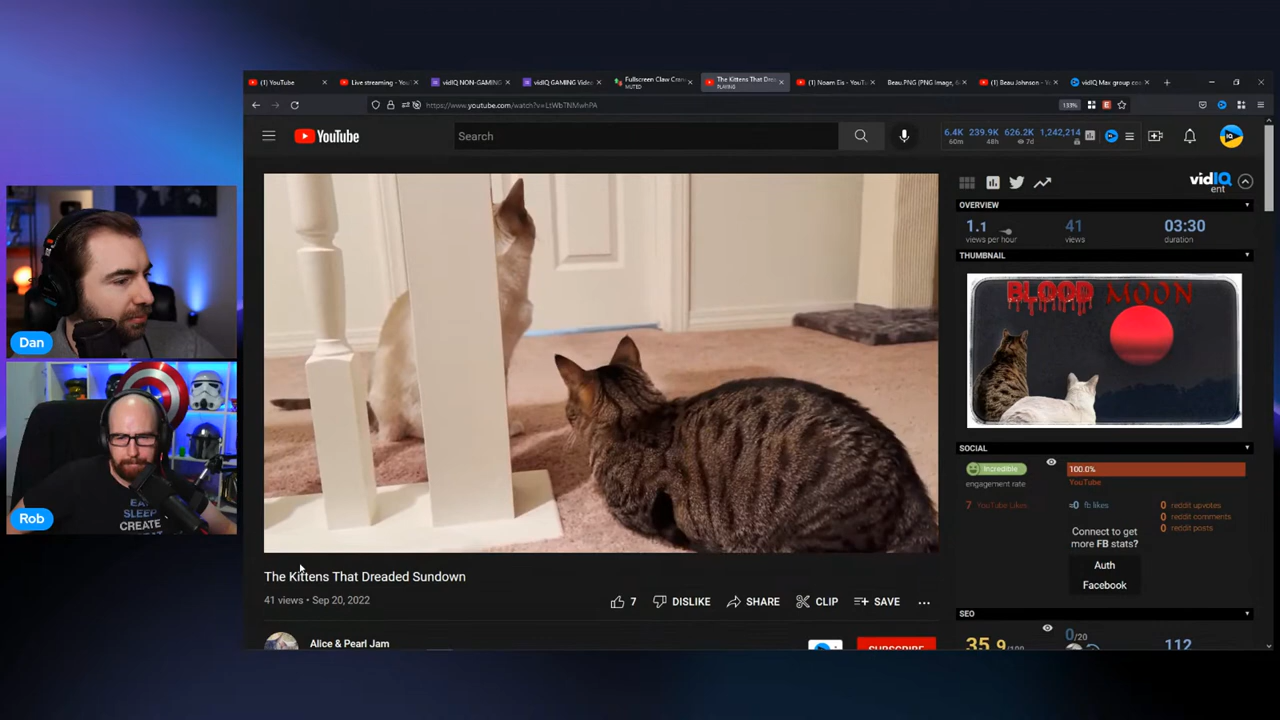 (1) YouTube
Live streaming - You
vidIQ NON-GAMING
vidIQ GAMING Video
Fullscreen Claw Cran
MUTED
The Kittens That Drea
PLAYING
(1) Noam Eis - YouTu
Beau.PNG (PNG Image, 6
(1) Beau Johnson - Yo
vidIQ Max group co
https://www.youtube.com/watch?v=LtWbTNMwhPA
133%
YouTube
Search
6.4K 239.9K 626.2K 1,242,214
60m 48h 7d
vidIQ
ent
OVERVIEW
1.1
views per hour
41
views
03:30
duration
THUMBNAIL
BLOOD MOON
SOCIAL
Incredible
engagement rate
100.0%
YouTube
7 YouTube Likes
=0 fb likes
0 reddit upvotes
0 reddit comments
0 reddit posts
Connect to get
more FB stats?
Auth
Facebook
SEO
35.9/100
0/20
112
Dan
Rob
EAT
SLEEP
CREATE
The Kittens That Dreaded Sundown
41 views • Sep 20, 2022
7 DISLIKE SHARE CLIP SAVE
Alice & Pearl Jam
SUBSCRIBE